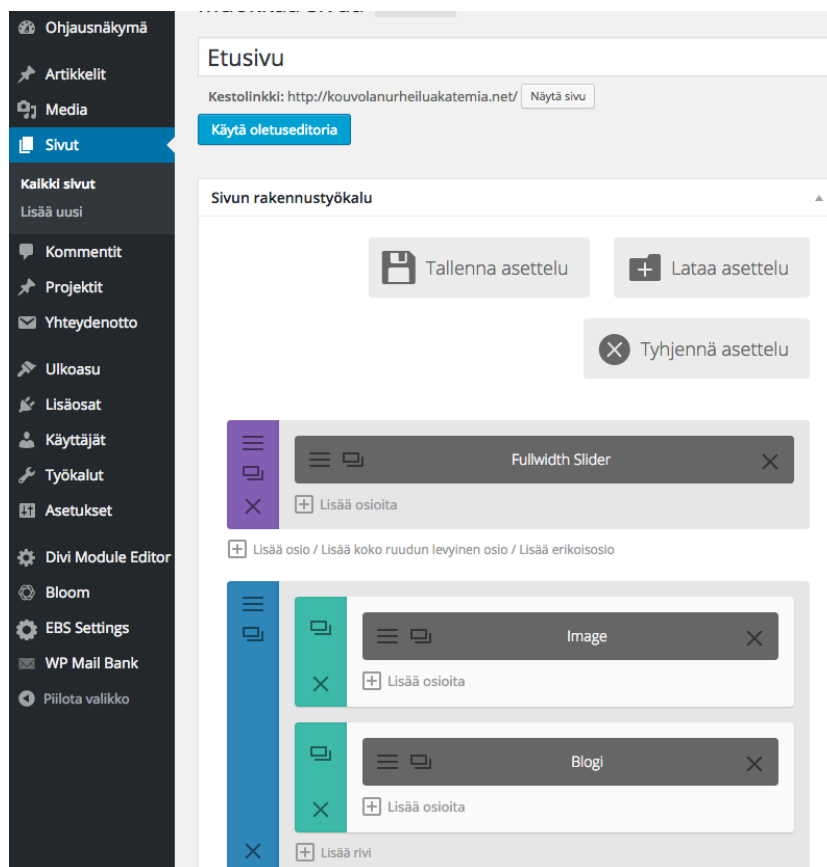 Ohjausnäkymä
Artikkelit
Media
Sivut
Kaikki sivut
Lisää uusi
Kommentit
Projektit
Yhteydenotto
Ulkoasu
Lisäosat
Käyttäjät
Työkalut
Asetukset
Divi Module Editor
Bloom
EBS Settings
WP Mail Bank
Piilota valikko
Etusivu
Kestolinkki: http://kouvolanurheiluakatemia.net/ Näytä sivu
Käytä oletuseditoria
Sivun rakennustyökalu
Tallenna asettelu
Lataa asettelu
Tyhjennä asettelu
Fullwidth Slider
Lisää osioita
Lisää osio / Lisää koko ruudun levyinen osio / Lisää erikoisosio
Image
Lisää osioita
Blogi
Lisää osioita
Lisää rivi